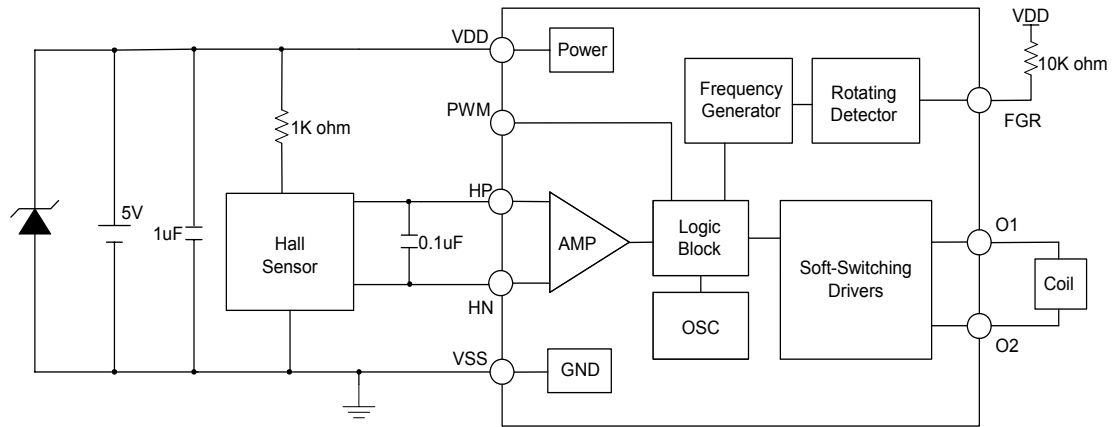 VDD
Power
VDD
10K ohm
Frequency
Generator
Rotating
Detector
PWM
FGR
1K ohm
HP
5V
1uF
Hall
Sensor
0.1uF
AMP
Logic
Block
Soft-Switching
Drivers
O1
Coil
HN
OSC
O2
VSS
GND